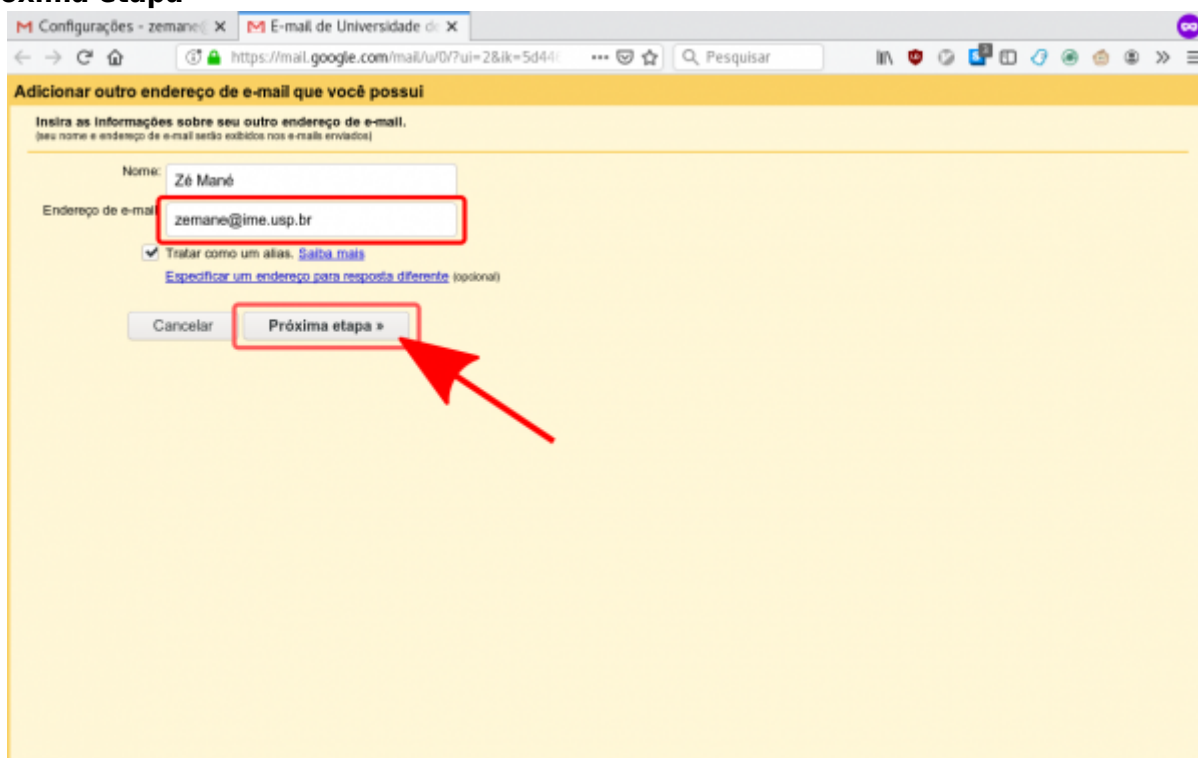 óxima Etapa
Configurações - zemane( E-mail de Universidade do
https://mail.google.com/mail/u/0/?ui=2&ik=5d44 Pesquisar
Adicionar outro endereço de e-mail que você possui
Insira as informações sobre seu outro endereço de e-mail.
(seu nome e endereço de e-mail serão exibidos nos e-mails enviados)
Nome: Zé Mané
Endereço de e-mail zemane@ime.usp.br
Tratar como um alias. Saiba mais
Especificar um endereço para resposta diferente (opcional)
Cancelar Próxima etapa »